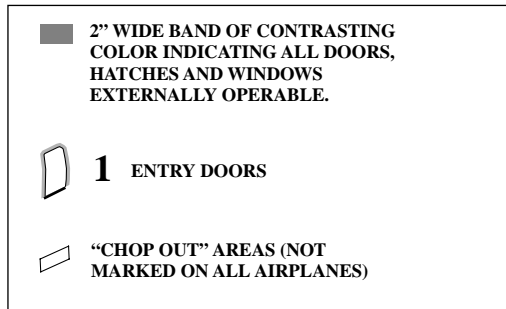 2” WIDE BAND OF CONTRASTING
COLOR INDICATING ALL DOORS,
HATCHES AND WINDOWS
EXTERNALLY OPERABLE.
1 ENTRY DOORS
“CHOP OUT” AREAS (NOT
MARKED ON ALL AIRPLANES)